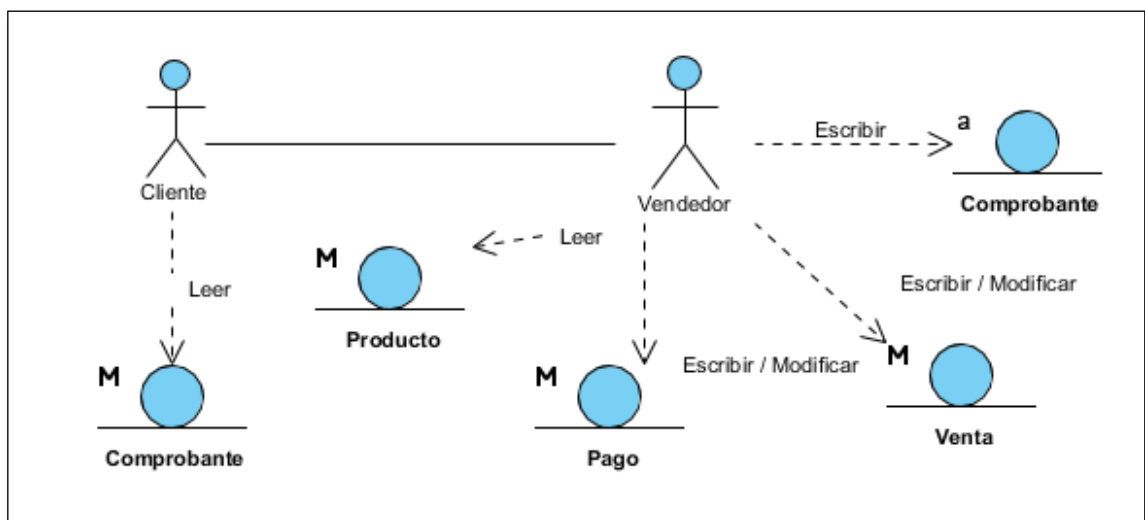 Escribir
a
Cliente
Vendedor
Comprobante
Leer
M
Escribir / Modificar
Leer
Producto
Escribir / Modificar
M
M
M
Comprobante
Pago
Venta